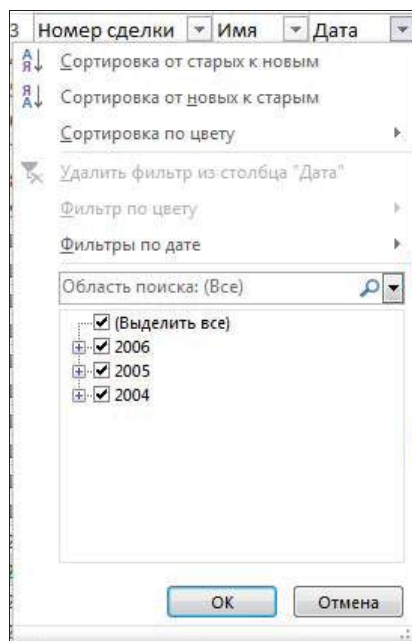 3 Номер сделки Имя Дата
Сортировка от старых к новым
Сортировка от новых к старым
Сортировка по цвету
Удалить фильтр из столбца "Дата"
Фильтр по цвету
Фильтры по дате
Область поиска: (Все)
(Выделить все)
2006
2005
2004
ОК Отмена